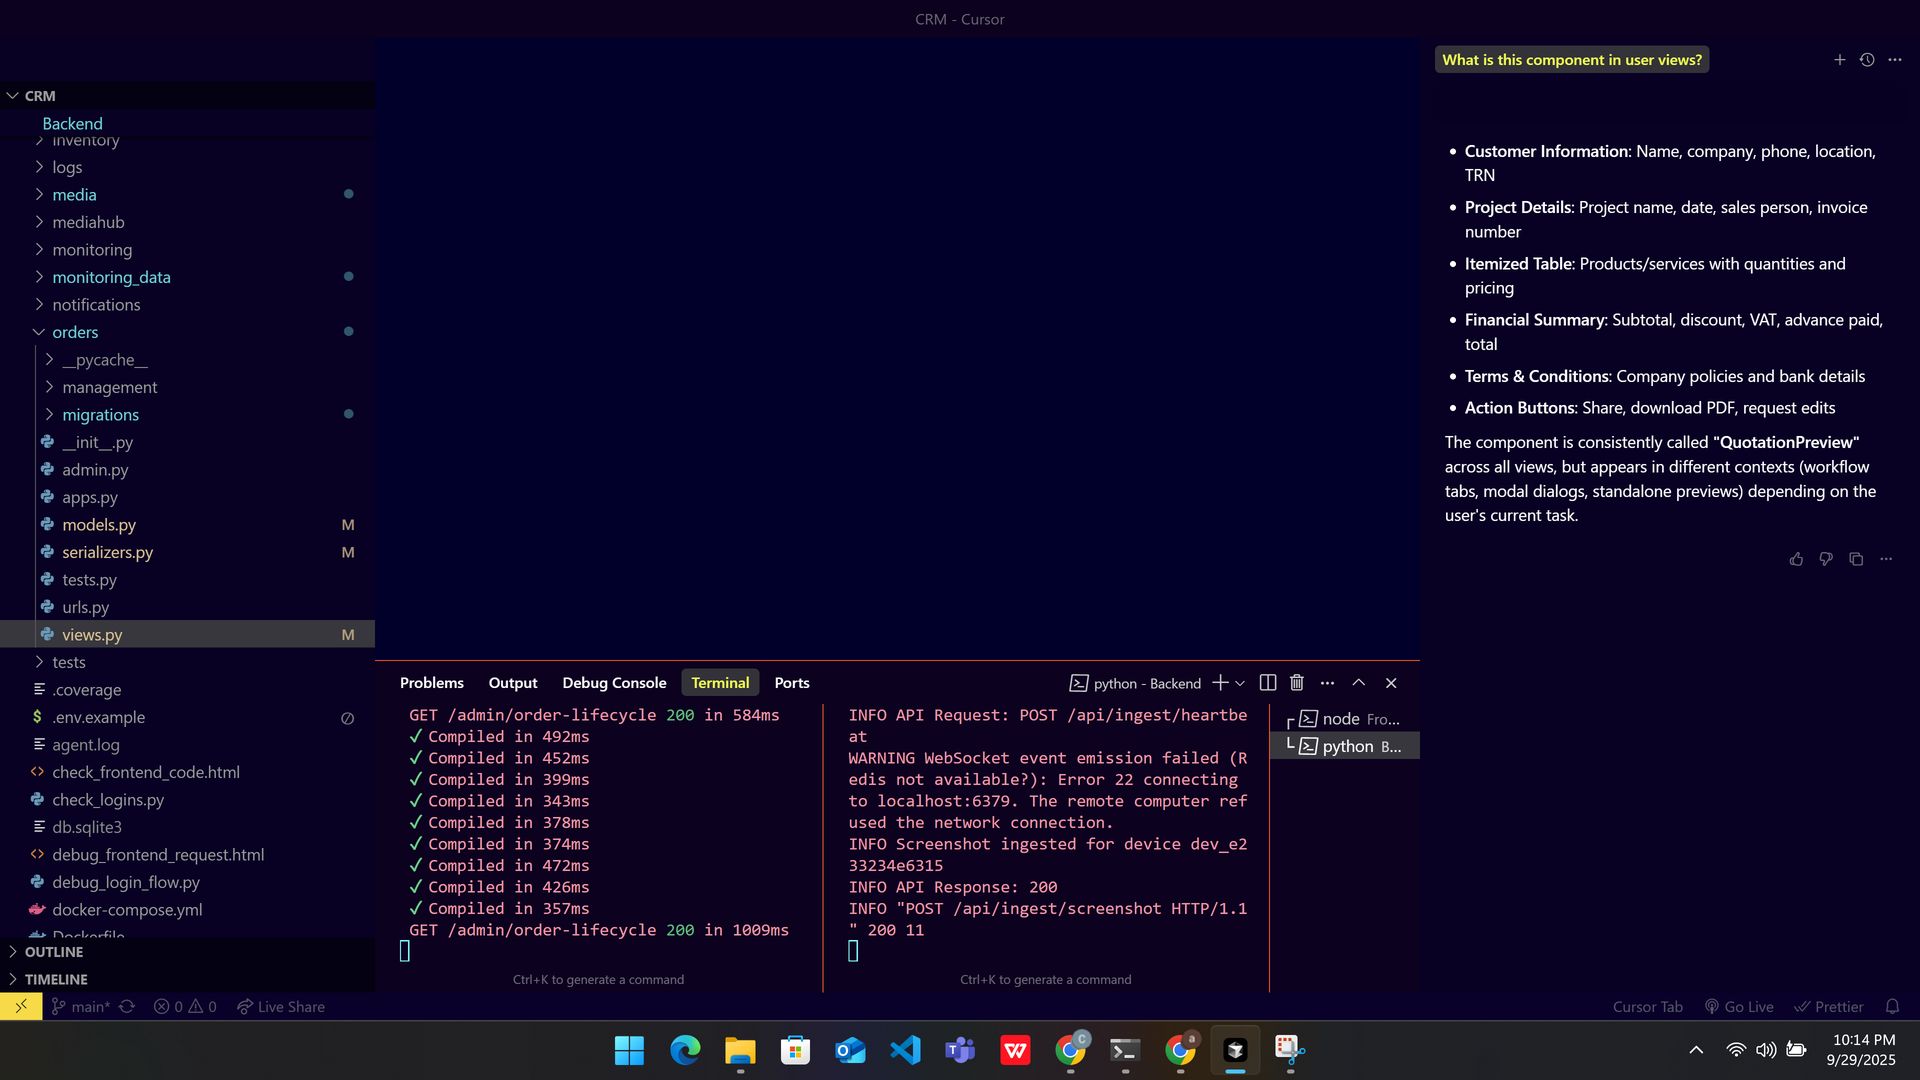 CRM - Cursor
CRM
Backend
inventory
logs
media
mediahub
monitoring
monitoring_data
notifications
orders
__pycache__
management
migrations
__init__.py
admin.py
apps.py
models.py M
serializers.py M
tests.py
urls.py
views.py M
tests
.coverage
.env.example
agent.log
check_frontend_code.html
check_logins.py
db.sqlite3
debug_frontend_request.html
debug_login_flow.py
docker-compose.yml
Dockerfile
OUTLINE
TIMELINE
Problems Output Debug Console Terminal Ports
python - Backend
GET /admin/order-lifecycle 200 in 584ms
✓ Compiled in 492ms
✓ Compiled in 452ms
✓ Compiled in 399ms
✓ Compiled in 343ms
✓ Compiled in 378ms
✓ Compiled in 374ms
✓ Compiled in 472ms
✓ Compiled in 426ms
✓ Compiled in 357ms
GET /admin/order-lifecycle 200 in 1009ms
Ctrl+K to generate a command
INFO API Request: POST /api/ingest/heartbe
at
WARNING WebSocket event emission failed (R
edis not available?): Error 22 connecting
to localhost:6379. The remote computer ref
used the network connection.
INFO Screenshot ingested for device dev_e2
33234e6315
INFO API Response: 200
INFO "POST /api/ingest/screenshot HTTP/1.1
" 200 11
Ctrl+K to generate a command
node Fro...
python B...
What is this component in user views?
• Customer Information: Name, company, phone, location,
TRN
• Project Details: Project name, date, sales person, invoice
number
• Itemized Table: Products/services with quantities and
pricing
• Financial Summary: Subtotal, discount, VAT, advance paid,
total
• Terms & Conditions: Company policies and bank details
• Action Buttons: Share, download PDF, request edits
The component is consistently called "QuotationPreview"
across all views, but appears in different contexts (workflow
tabs, modal dialogs, standalone previews) depending on the
user's current task.
main* 0 0 Live Share
Cursor Tab Go Live Prettier
10:14 PM
9/29/2025